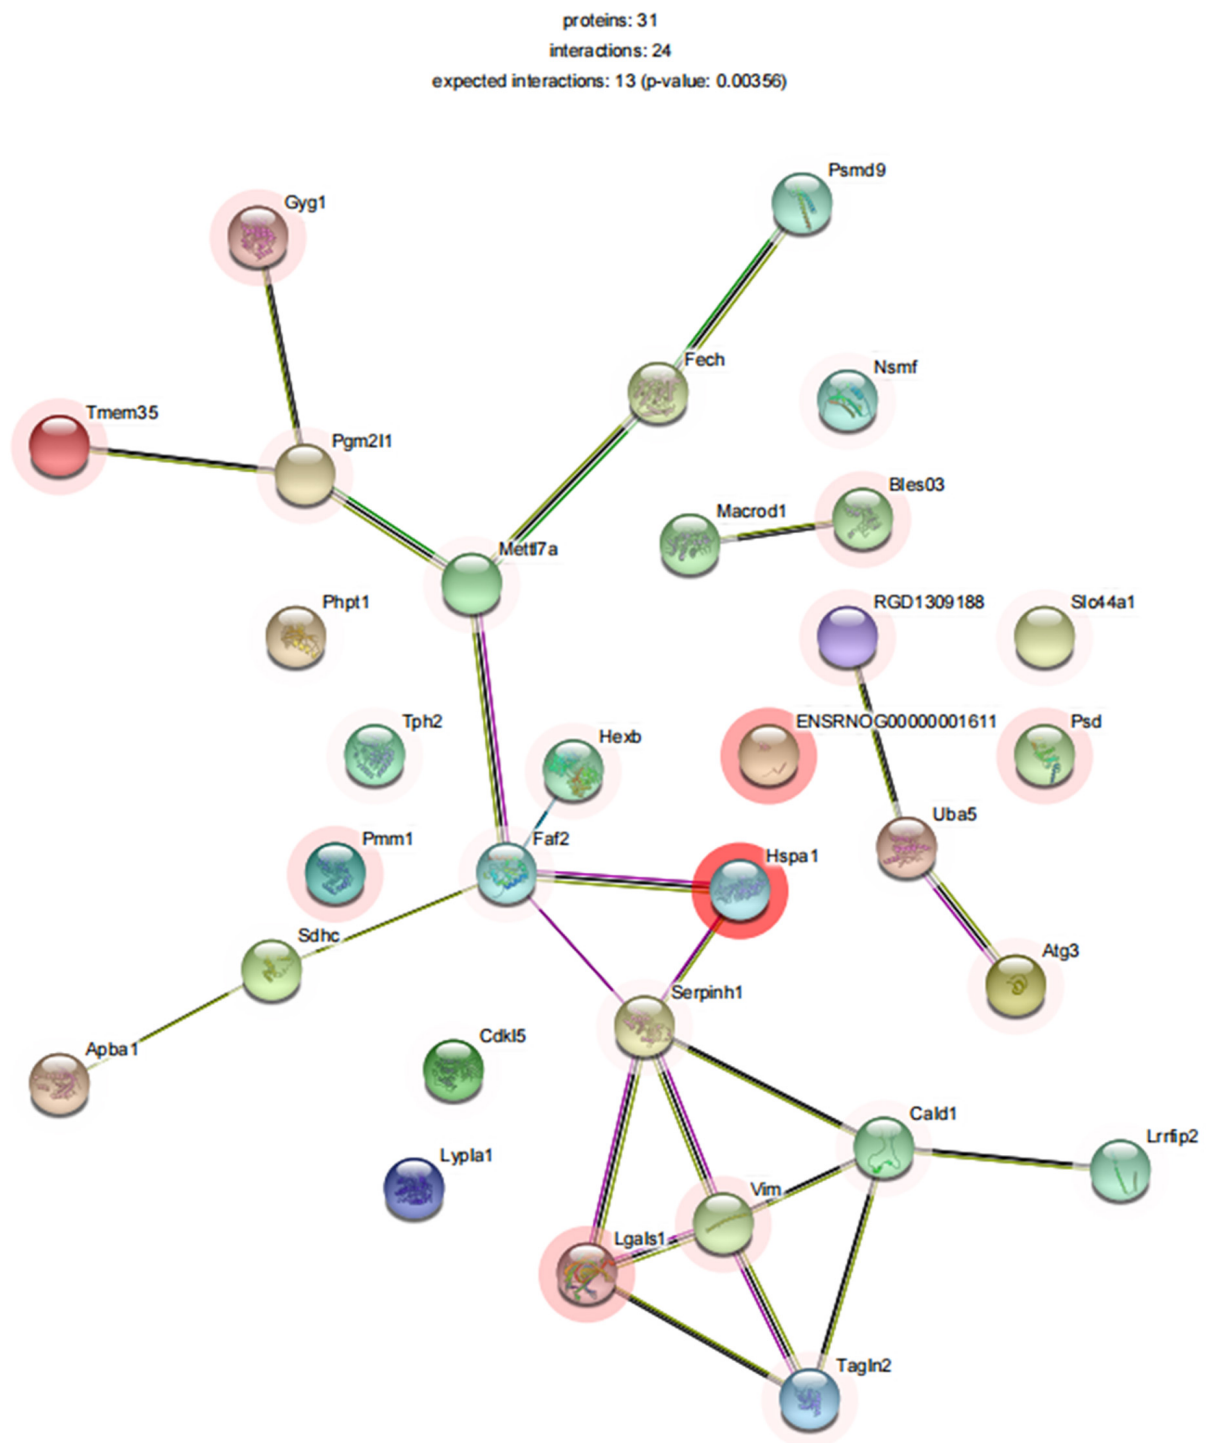 proteins: 31
interactions: 24
expected interactions: 13 (p-value: 0.00356)
Psmd9
Gyg1
Fech
Nsmf
Tmem35
Pgm2l1
Bles03
Macrod1
Mettl7a
Phpt1
RGD1309188
Slo44a1
Tph2
Hexb
ENSRNOG00000001611
Psd
Uba5
Pmm1
Faf2
Hspa1
Sdhc
Atg3
Serpinh1
Apba1
Cdkl5
Cald1
Lrrfip2
Lypla1
Vim
Lgals1
Tagln2